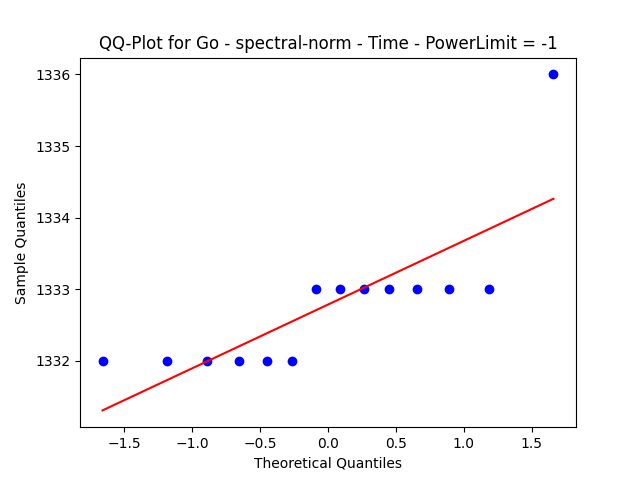 QQ-Plot for Go - spectral-norm - Time - PowerLimit = -1
1336
1335
1334
1333
1332
Sample Quantiles
−1.5 −1.0 −0.5 0.0 0.5 1.0 1.5
Theoretical Quantiles